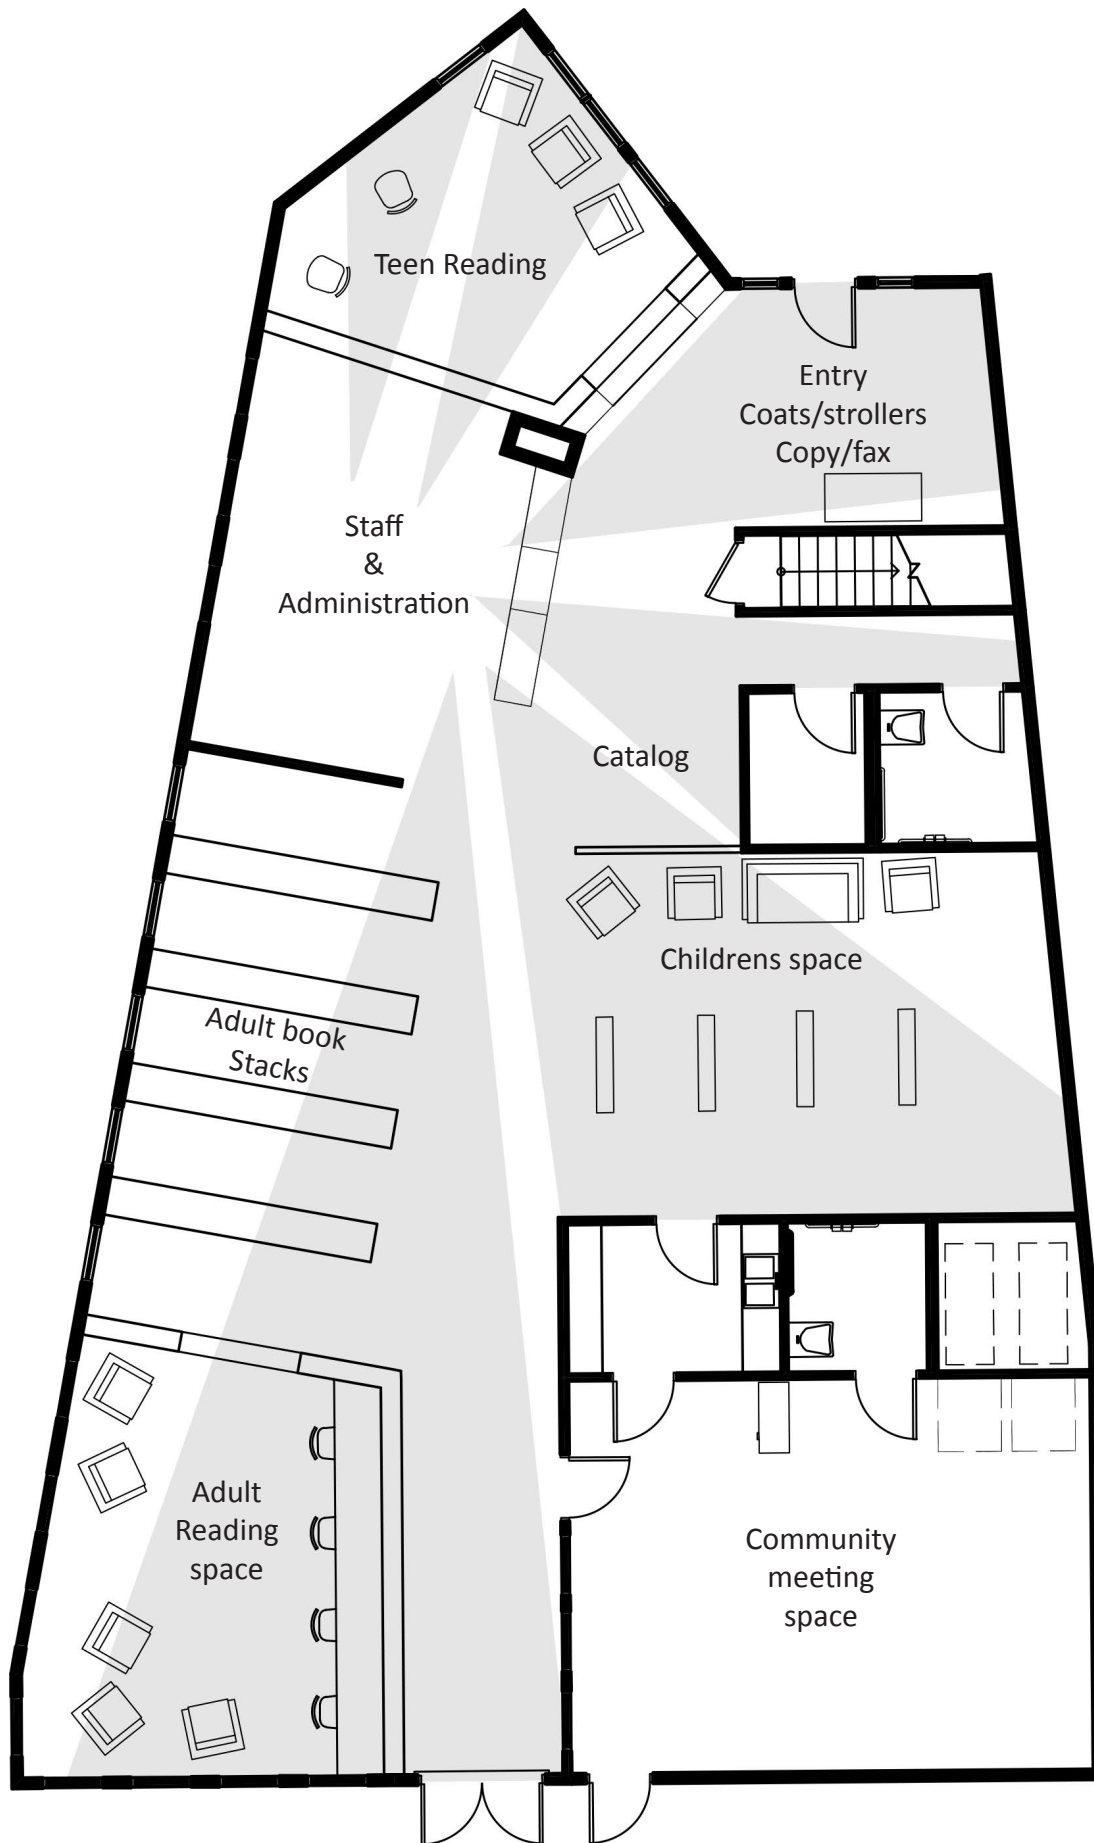 Teen Reading
Entry
Coats/strollers
Copy/fax
Staff
&
Administration
Catalog
Childrens space
Adult book
Stacks
Adult
Reading
space
Community
meeting
space